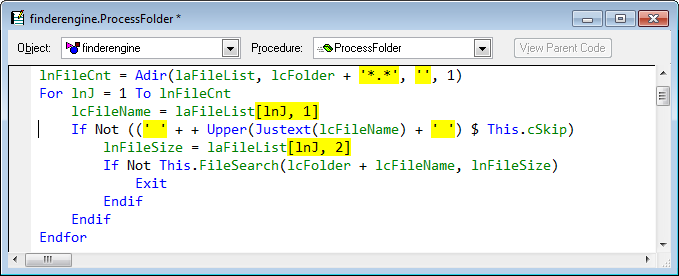 finderengine.ProcessFolder *
Object: finderengine Procedure: ProcessFolder View Parent Code
lnFileCnt = Adir(laFileList, lcFolder + '*.*', '', 1)
For lnJ = 1 To lnFileCnt
lcFileName = laFileList[lnJ, 1]
If Not ((' ' + + Upper(Justext(lcFileName) + ' ') $ This.cSkip)
lnFileSize = laFileList[lnJ, 2]
If Not This.FileSearch(lcFolder + lcFileName, lnFileSize)
Exit
Endif
Endif
Endfor